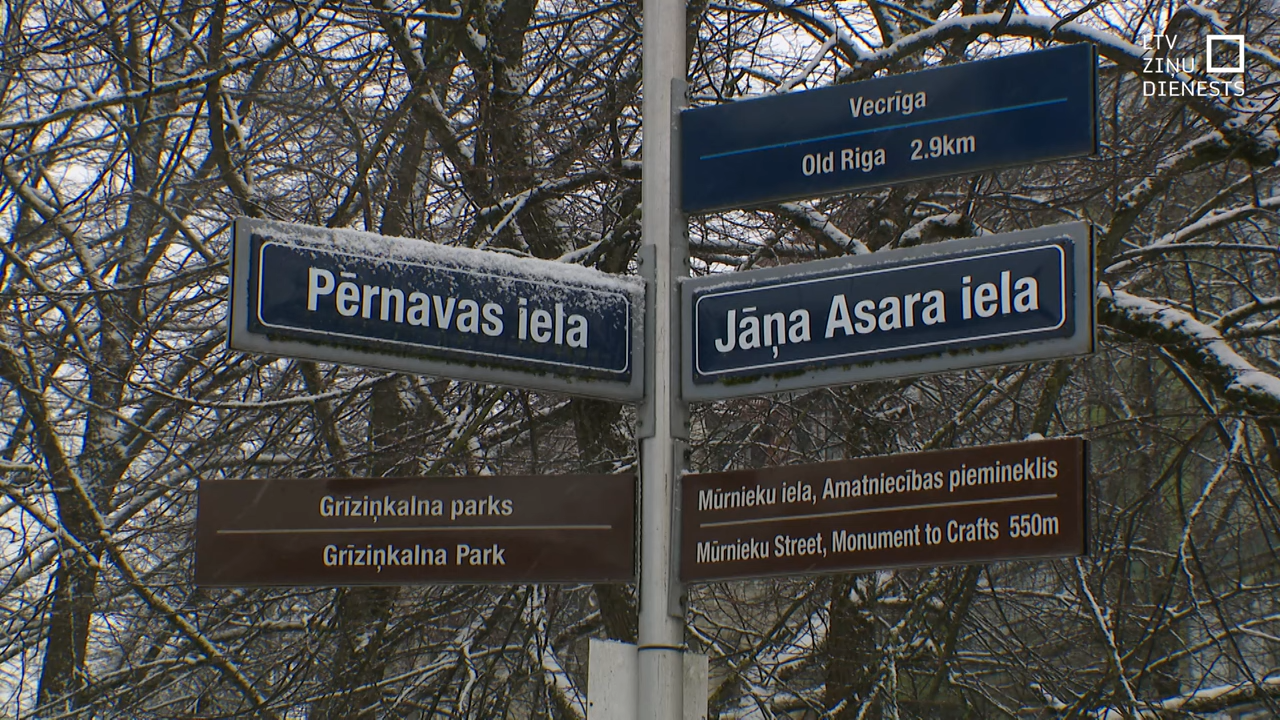 LTV
ZIŅU
DIENESTS
Vecrīga
Old Riga 2.9km
Pērnavas iela
Jāņa Asara iela
Grīziņkalna parks
Grīziņkalna Park
Mūrnieku iela, Amatniecības piemineklis
Mūrnieku Street, Monument to Crafts 550m